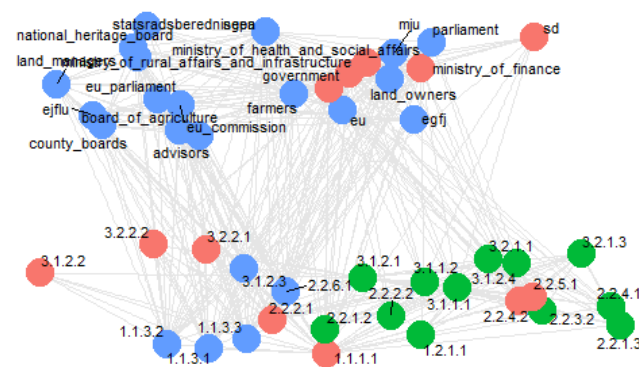 statsradsberedningen
sepa
national_heritage_board
miu
parliament
sd
land_managers
ministry_of_health_and_social_affairs
ministry_of_rural_affairs_and_infrastructure
government
ministry_of_finance
eu_parliament
farmers
land_owners
ejflu
board_of_agriculture
eu_commission
eu
egfj
county_boards
advisors
3.2.2.2
3.2.2.1
3.1.2.2
3.1.2.3
2.2.6.1
3.1.2.1
3.1.1.2
3.2.1.1
3.2.1.3
3.1.2.4
2.2.5.1
3.1.1.1
2.2.2.2
2.2.2.1
2.2.1.2
2.2.4.2
2.2.3.2
2.2.4.1
2.2.1.3
1.1.3.2
1.1.3.3
1.1.3.1
1.1.1.1
1.2.1.1